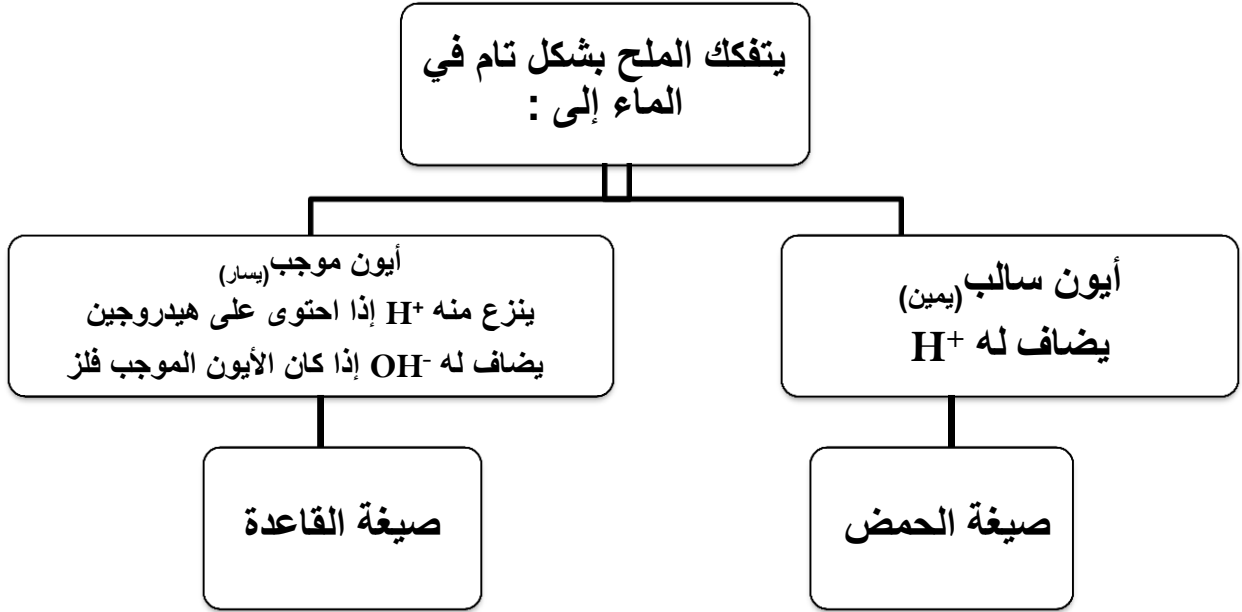 يتفكك الملح بشكل تام في
الماء إلى :
أيون سالب(يمين)
يضاف له H⁺
أيون موجب(يسار)
ينزع منه H⁺ إذا احتوى على هيدروجين
يضاف له OH⁻ إذا كان الأيون الموجب فلز
صيغة الحمض
صيغة القاعدة